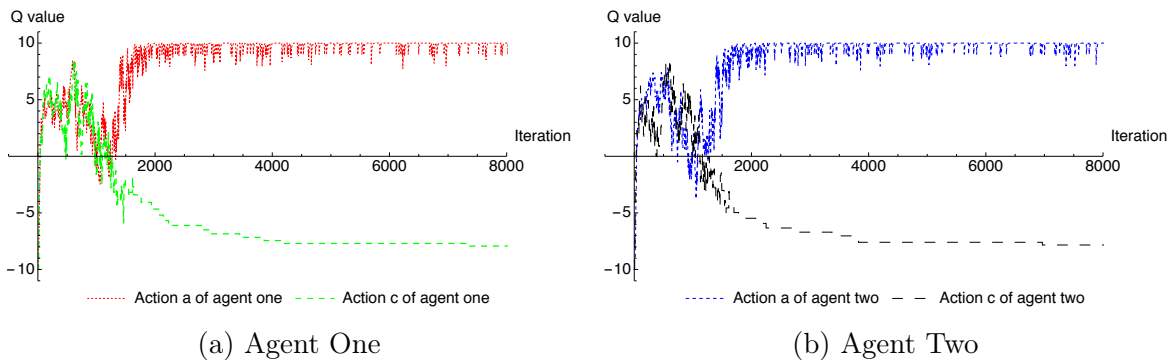 Q value
10
5
Iteration
2000
4000
6000
8000
−5
−10
Action a of agent one
Action c of agent one
(a) Agent One
Q value
10
5
Iteration
2000
4000
6000
8000
−5
−10
Action a of agent two
Action c of agent two
(b) Agent Two